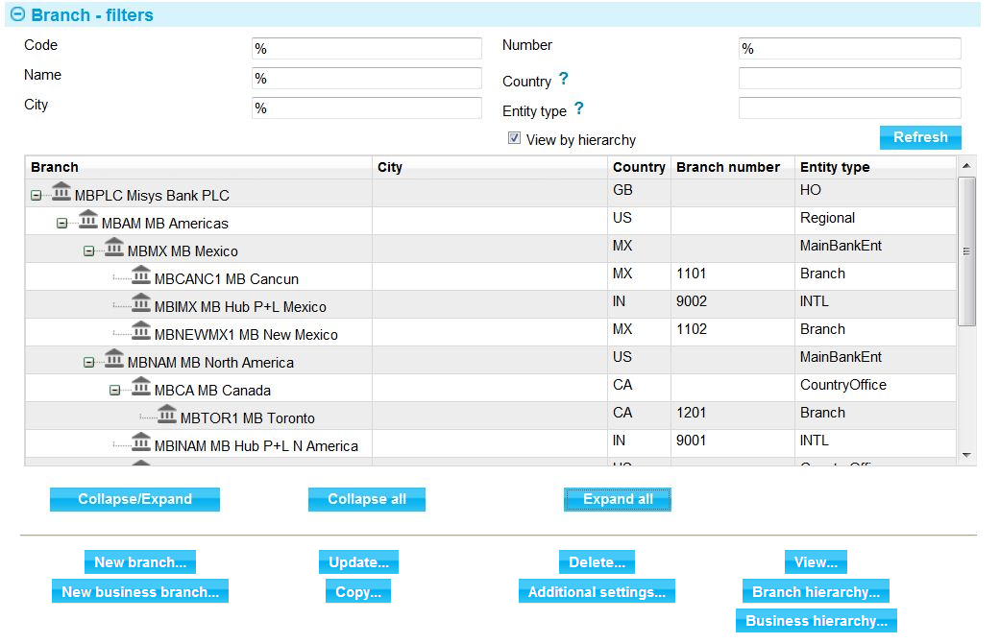 Branch - filters
Code % Number %
Name % Country ?
City % Entity type ?
View by hierarchy Refresh
Branch City Country Branch number Entity type
MBPLC Misys Bank PLC GB HO
MBAM MB Americas US Regional
MBMX MB Mexico MX MainBankEnt
MBCANC1 MB Cancun MX 1101 Branch
MBIMX MB Hub P+L Mexico IN 9002 INTL
MBNEWMX1 MB New Mexico MX 1102 Branch
MBNAM MB North America US MainBankEnt
MBCA MB Canada CA CountryOffice
MBTOR1 MB Toronto CA 1201 Branch
MBINAM MB Hub P+L N America IN 9001 INTL
Collapse/Expand Collapse all Expand all
New branch... Update... Delete... View...
New business branch... Copy... Additional settings... Branch hierarchy...
Business hierarchy...